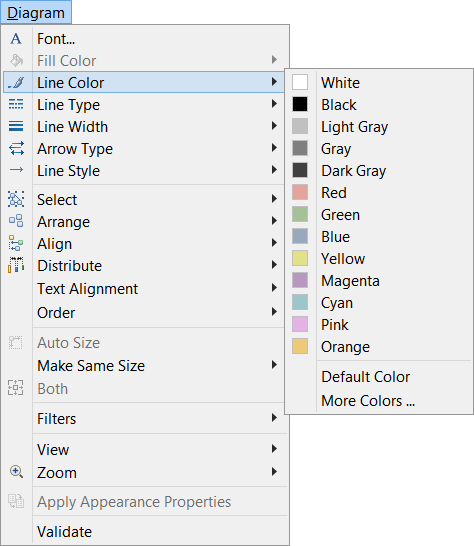 Diagram
Font...
Fill Color
Line Color
Line Type
Line Width
Arrow Type
Line Style
Select
Arrange
Align
Distribute
Text Alignment
Order
Auto Size
Make Same Size
Both
Filters
View
Zoom
Apply Appearance Properties
Validate
White
Black
Light Gray
Gray
Dark Gray
Red
Green
Blue
Yellow
Magenta
Cyan
Pink
Orange
Default Color
More Colors ...